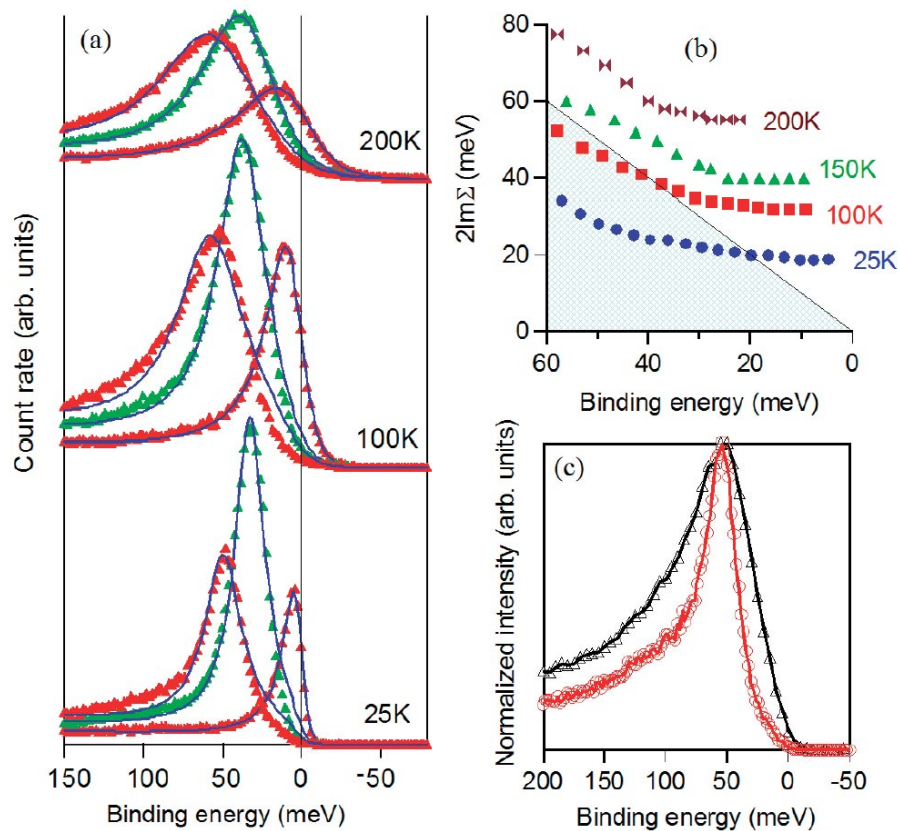 (a)
200K
100K
25K
Count rate (arb. units)
150
100
50
0
-50
Binding energy (meV)
(b)
80
60
40
20
0
2ImΣ (meV)
200K
150K
100K
25K
60
40
20
0
Binding energy (meV)
(c)
Normalized intensity (arb. units)
200
150
100
50
0
-50
Binding energy (meV)